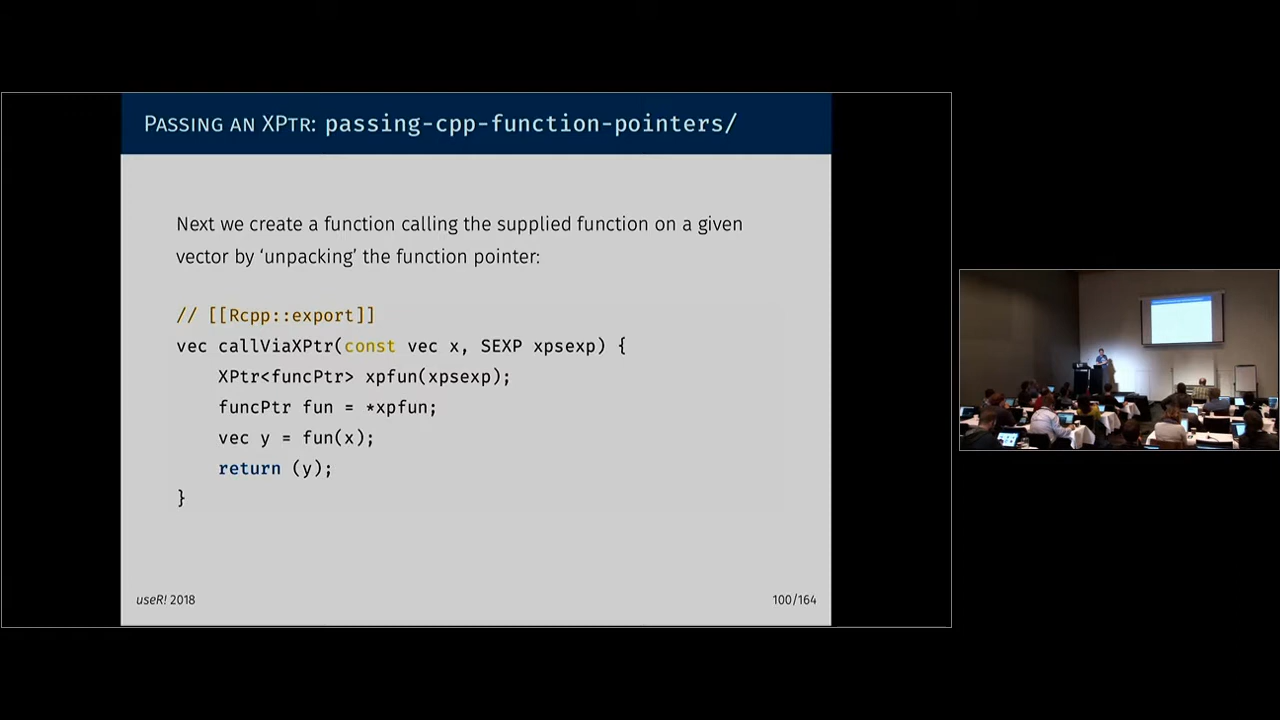 PASSING AN XPTR: passing-cpp-function-pointers/
Next we create a function calling the supplied function on a given
vector by ‘unpacking’ the function pointer:
// [[Rcpp::export]]
vec callViaXPtr(const vec x, SEXP xpsexp) {
    XPtr<funcPtr> xpfun(xpsexp);
    funcPtr fun = *xpfun;
    vec y = fun(x);
    return (y);
}
useR! 2018
100/164